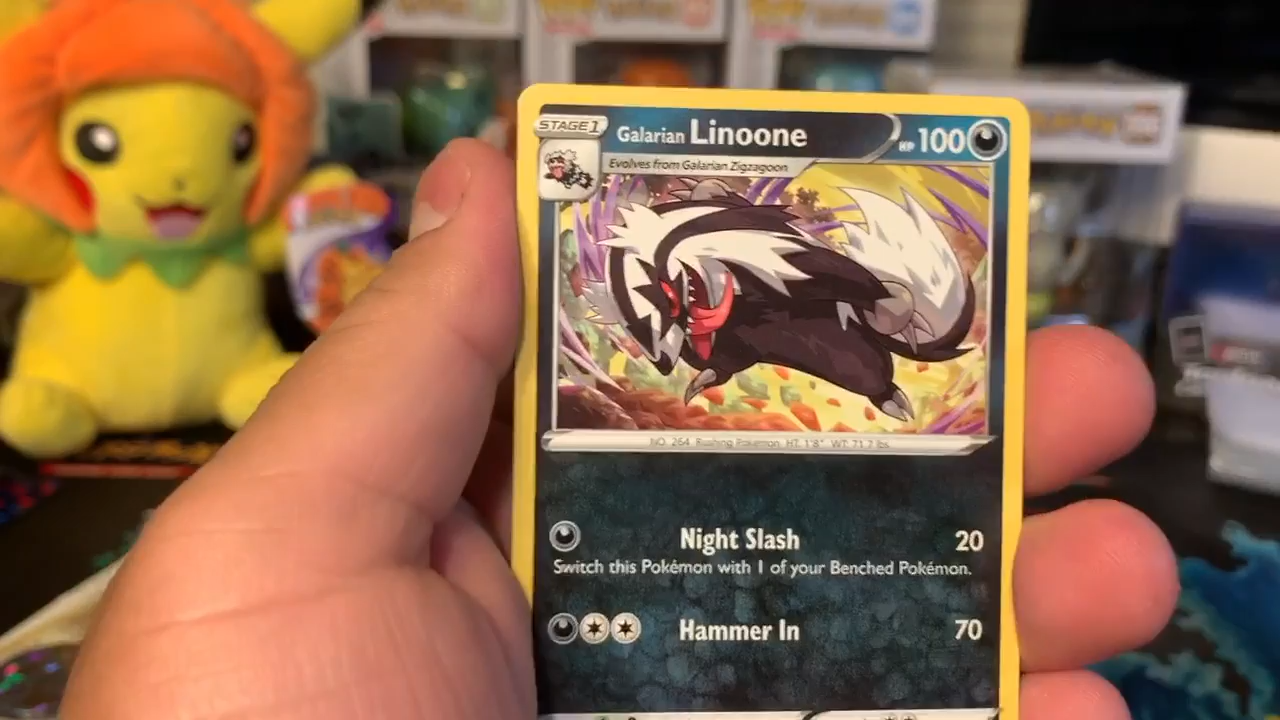 STAGE 1
Galarian Linoone
HP 100
Evolves from Galarian Zigzagoon
NO. 264 Rushing Pokémon HT: 1'8" WT: 71.7 lbs.
Night Slash 20
Switch this Pokémon with 1 of your Benched Pokémon.
Hammer In 70